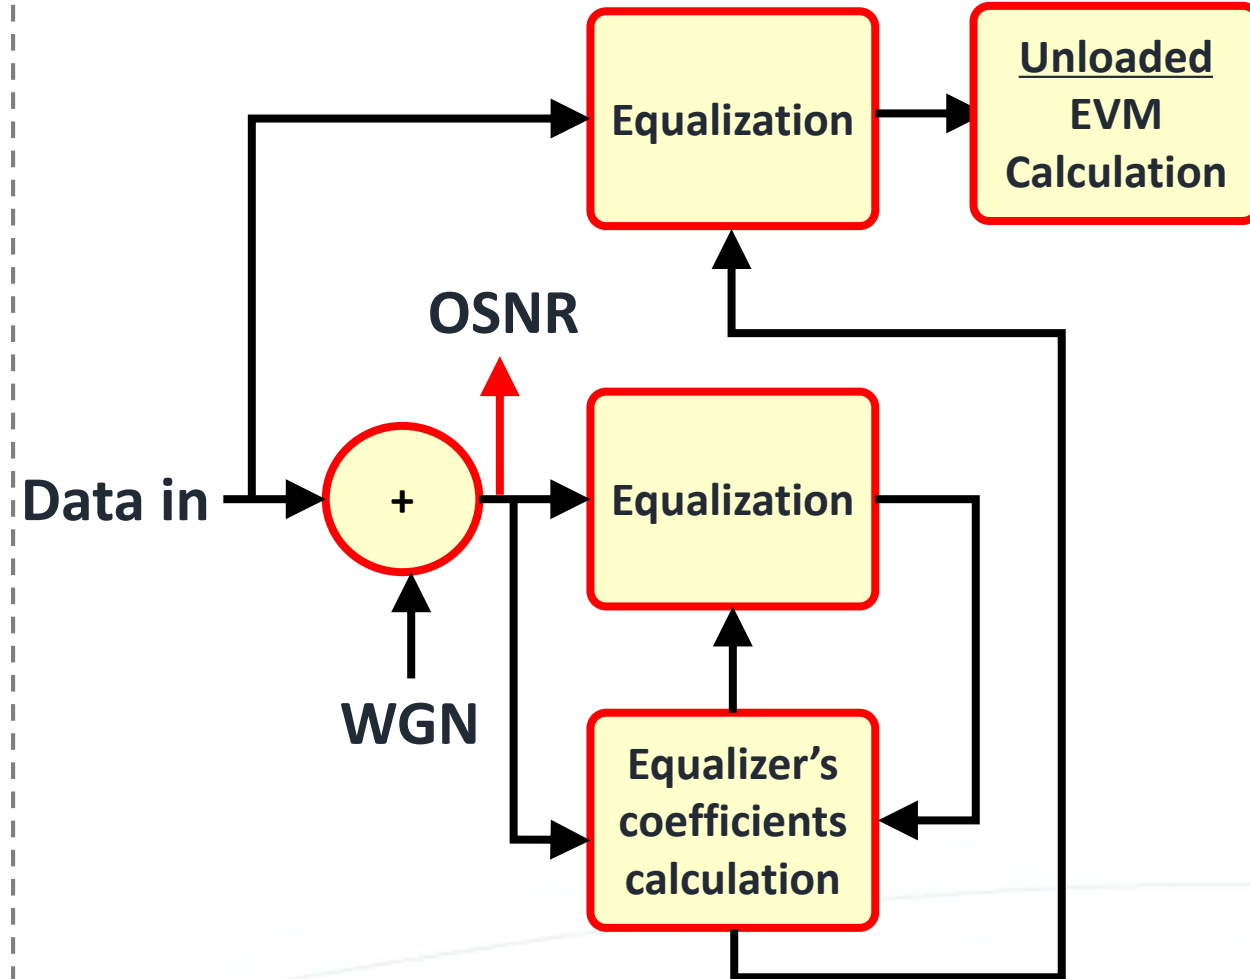 Unloaded
EVM
Calculation
Equalization
OSNR
Data in
+
Equalization
WGN
Equalizer’s
coefficients
calculation